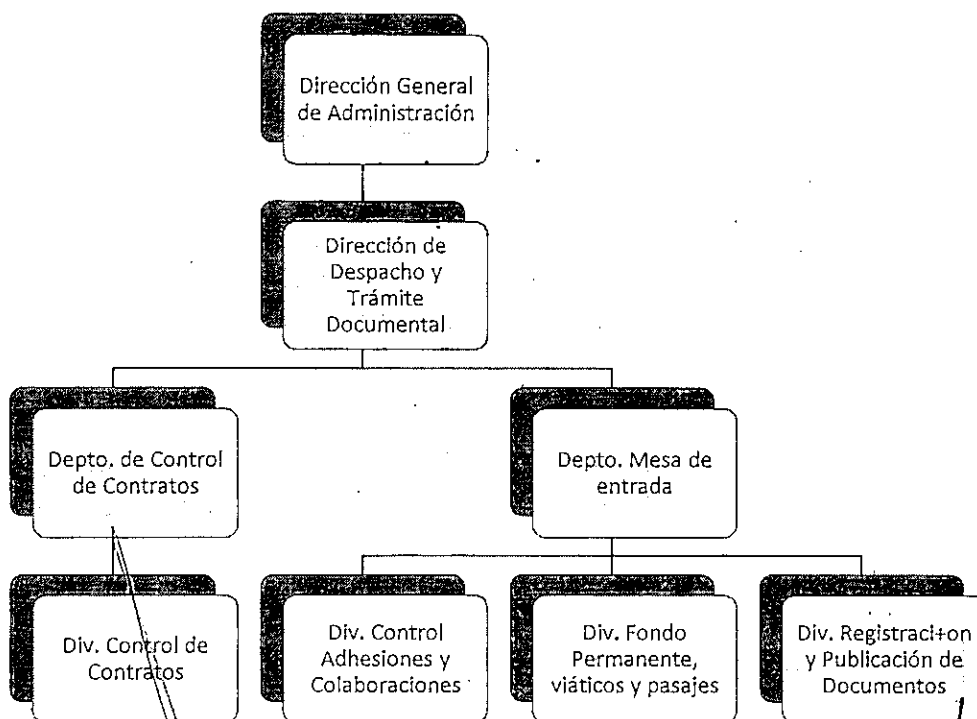 Dirección General
de Administración
Dirección de
Despacho y
Trámite
Documental
Depto. de Control
de Contratos
Depto. Mesa de
entrada
Div. Control de
Contratos
Div. Control
Adhesiones y
Colaboraciones
Div. Fondo
Permanente,
viáticos y pasajes
Div. Registraci+on
y Publicación de
Documentos